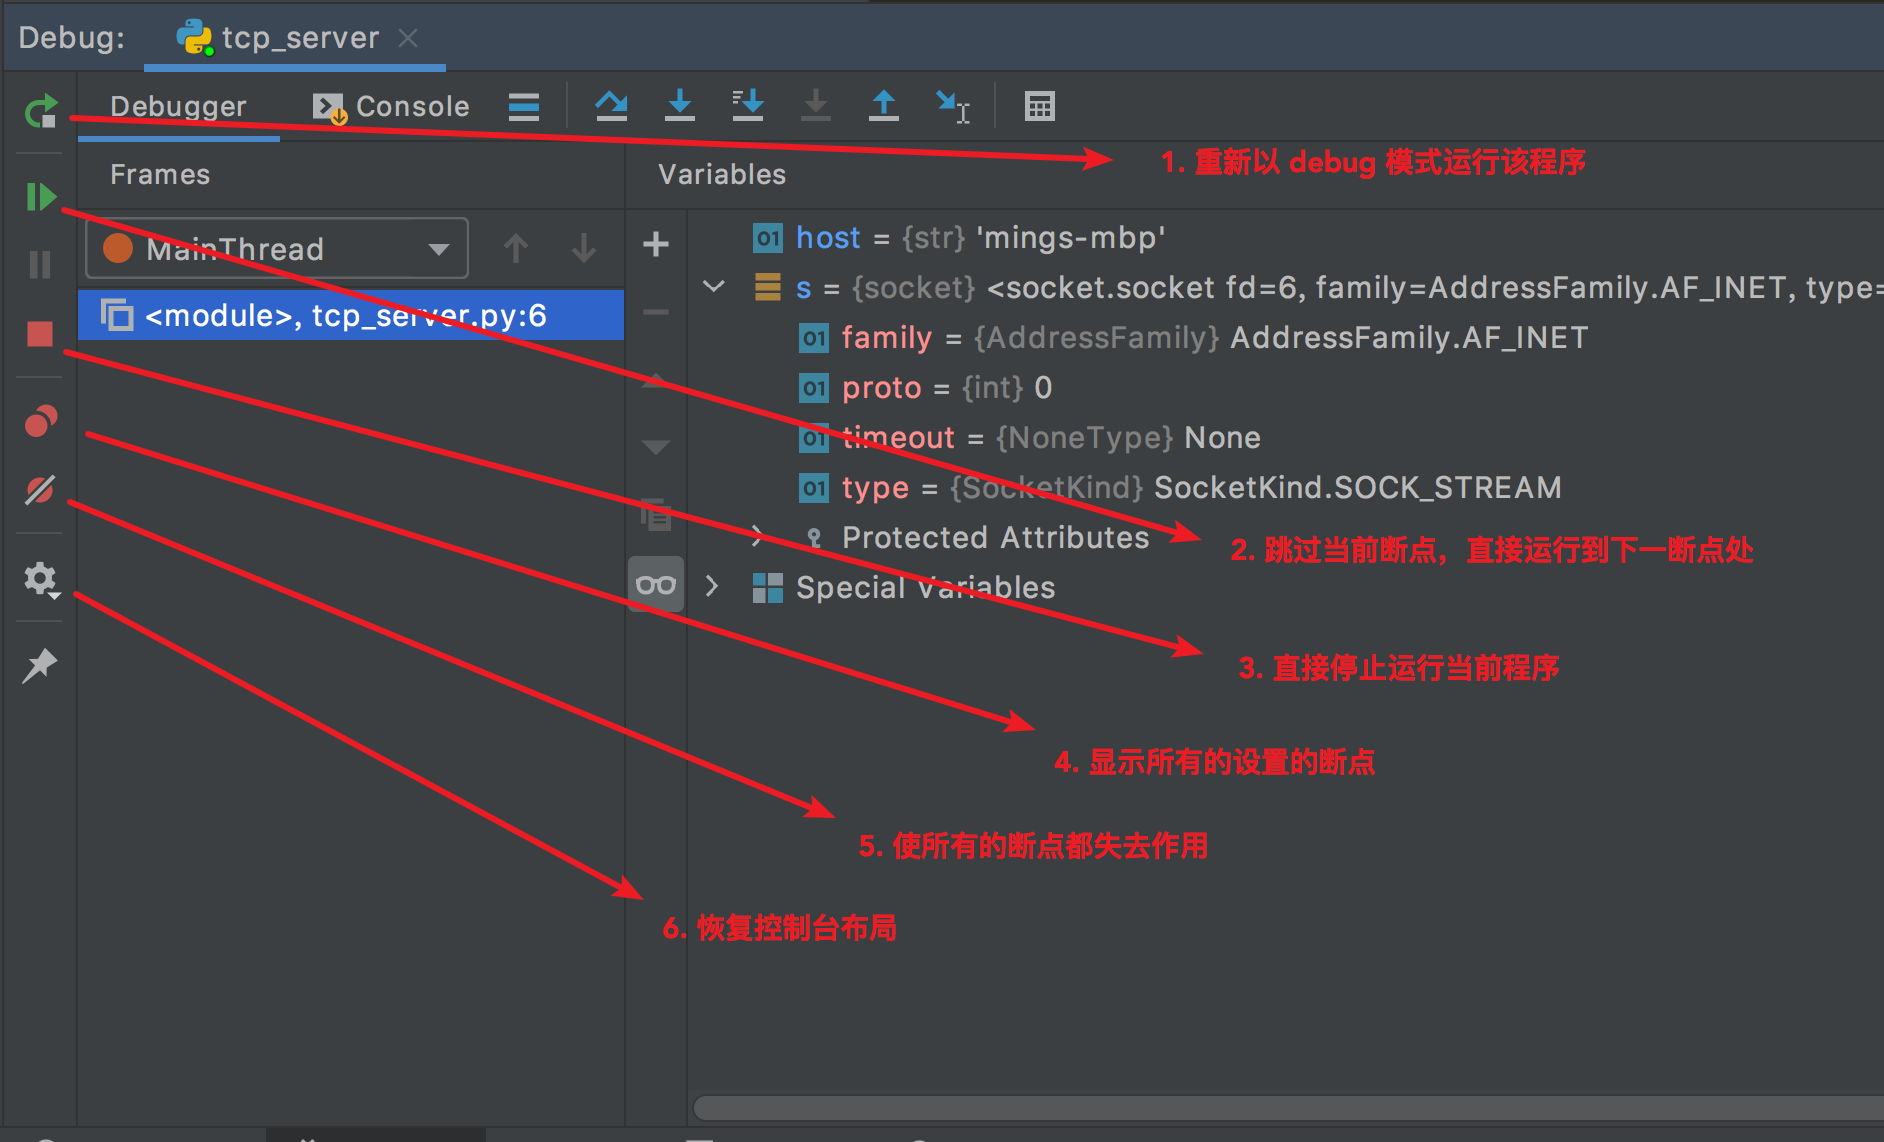 Debug: tcp_server
Debugger Console
1. 重新以 debug 模式运行该程序
Frames Variables
MainThread
host = {str} 'mings-mbp'
<module>, tcp_server.py:6
s = {socket} <socket.socket fd=6, family=AddressFamily.AF_INET, type=
01 family = {AddressFamily} AddressFamily.AF_INET
01 proto = {int} 0
01 timeout = {NoneType} None
01 type = {SocketKind} SocketKind.SOCK_STREAM
Protected Attributes
2. 跳过当前断点，直接运行到下一断点处
Special Variables
3. 直接停止运行当前程序
4. 显示所有的设置的断点
5. 使所有的断点都失去作用
6. 恢复控制台布局